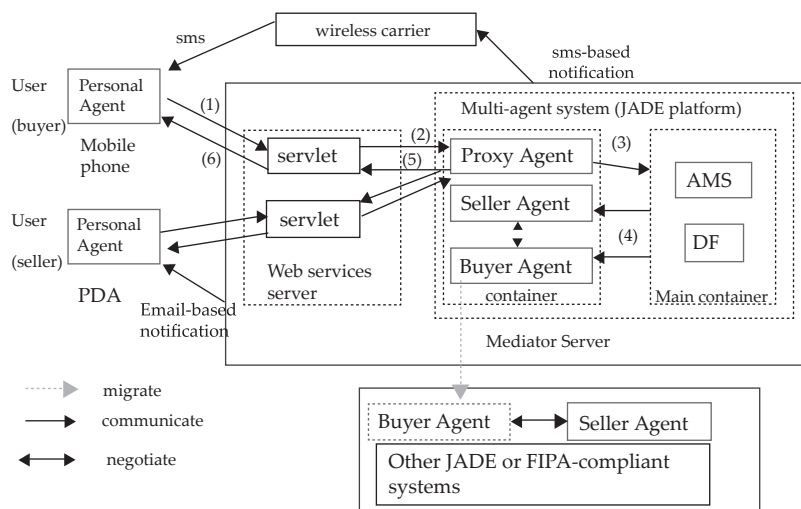 wireless carrier
sms
sms-based
notification
User
(buyer)
Personal
Agent
Mobile
phone
(1)
(6)
servlet
(2)
(5)
Multi-agent system (JADE platform)
Proxy Agent
(3)
AMS
Seller Agent
DF
(4)
Buyer Agent
container
Main container
User
(seller)
Personal
Agent
PDA
servlet
Web services
server
Email-based
notification
Mediator Server
migrate
communicate
negotiate
Buyer Agent
Seller Agent
Other JADE or FIPA-compliant
systems